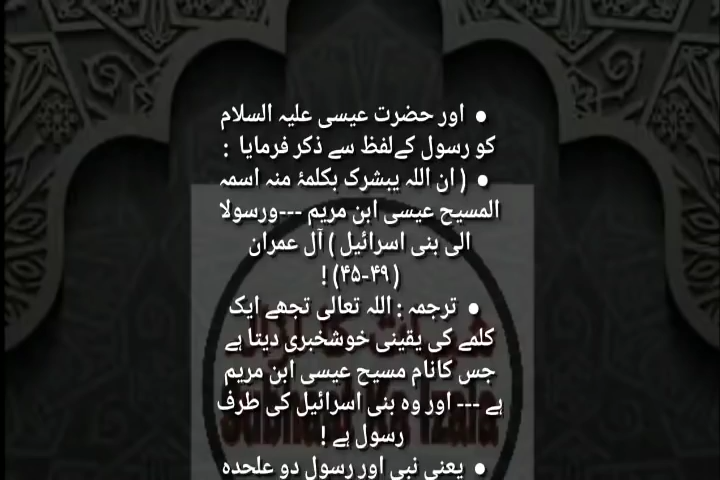 • اور حضرت عیسی علیہ السلام
کو رسول کےلفظ سے ذکر فرمایا :
• ( ان اللہ یبشرک بکلمۂ منہ اسمہ
المسیح عیسی ابن مریم ---ورسولا
الی بنی اسرائیل ) آل عمران
(۴۵-۴۹) !
• ترجمہ : اللہ تعالی تجھے ایک
کلمے کی یقینی خوشخبری دیتا ہے
جس کانام مسیح عیسی ابن مریم
ہے --- اور وہ بنی اسرائیل کی طرف
رسول ہے !
• یعنی نبی اور رسول دو علحدہ